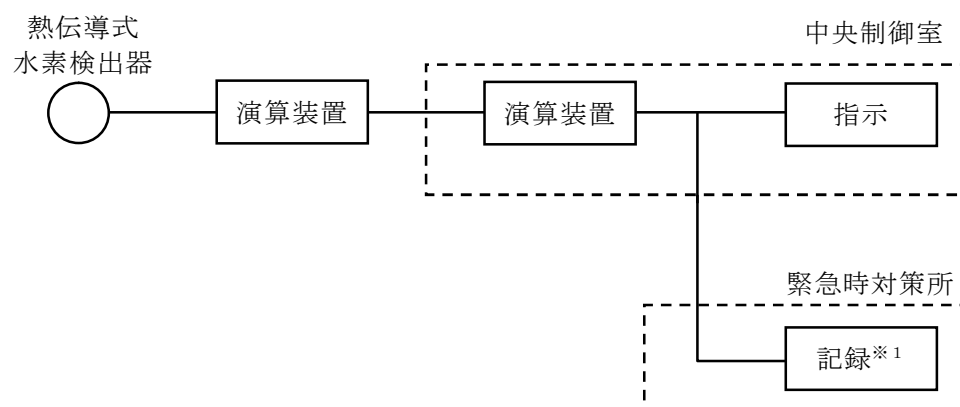 熱伝導式
水素検出器
中央制御室
演算装置
演算装置
指示
緊急時対策所
記録※1